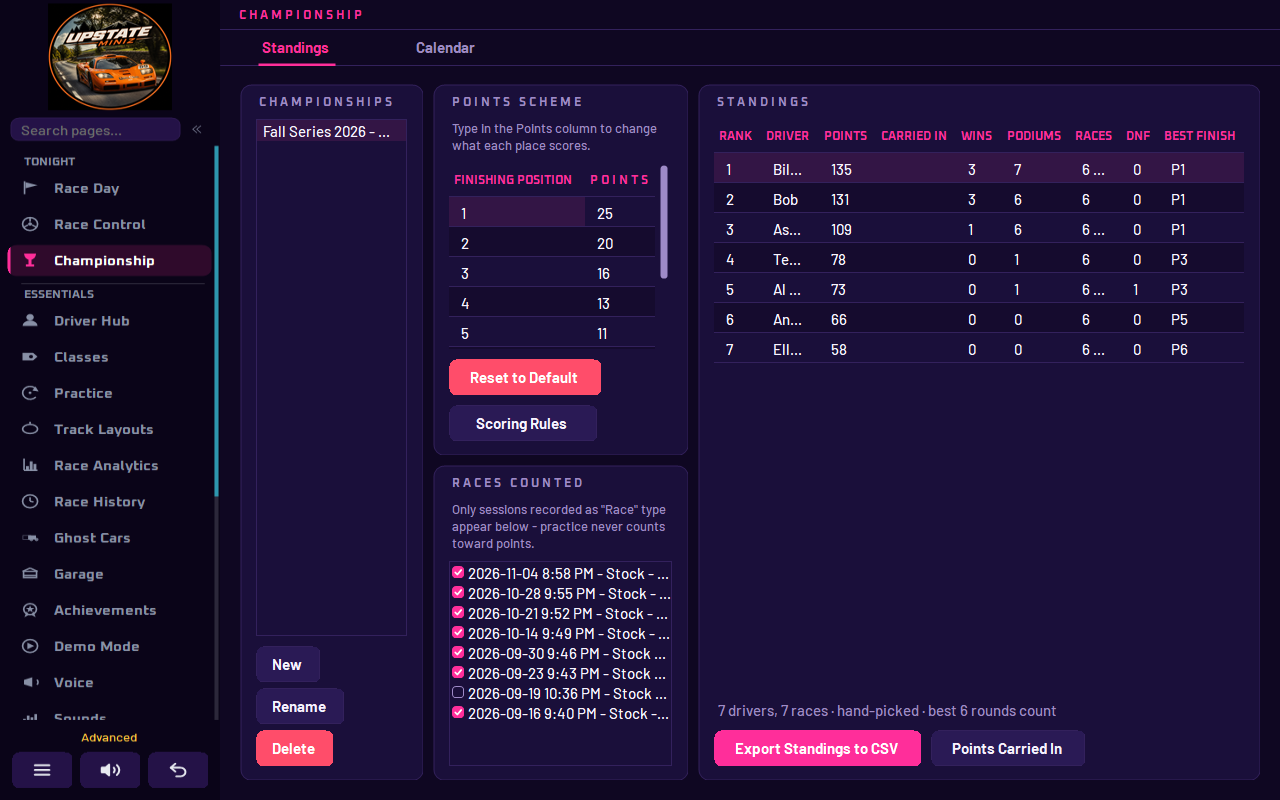 UPSTATE
MINIZ
Search pages...
TONIGHT
Race Day
Race Control
Championship
ESSENTIALS
Driver Hub
Classes
Practice
Track Layouts
Race Analytics
Race History
Ghost Cars
Garage
Achievements
Demo Mode
Voice
Sounds
Advanced
CHAMPIONSHIP
Standings
Calendar
CHAMPIONSHIPS
Fall Series 2026 - ...
New
Rename
Delete
POINTS SCHEME
Type in the Points column to change
what each place scores.
FINISHING POSITION POINTS
1 25
2 20
3 16
4 13
5 11
Reset to Default
Scoring Rules
RACES COUNTED
Only sessions recorded as "Race" type
appear below - practice never counts
toward points.
2026-11-04 8:58 PM - Stock - ...
2026-10-28 9:55 PM - Stock - ...
2026-10-21 9:52 PM - Stock - ...
2026-10-14 9:49 PM - Stock - ...
2026-09-30 9:46 PM - Stock ...
2026-09-23 9:43 PM - Stock ...
2026-09-19 10:36 PM - Stock ...
2026-09-16 9:40 PM - Stock -...
STANDINGS
RANK DRIVER POINTS CARRIED IN WINS PODIUMS RACES DNF BEST FINISH
1 Bil... 135 3 7 6 ... 0 P1
2 Bob 131 3 6 6 0 P1
3 As... 109 1 6 6 ... 0 P1
4 Te... 78 0 1 6 0 P3
5 Al ... 73 0 1 6 ... 1 P3
6 An... 66 0 0 6 0 P5
7 Ell... 58 0 0 6 ... 0 P6
7 drivers, 7 races · hand-picked · best 6 rounds count
Export Standings to CSV
Points Carried In